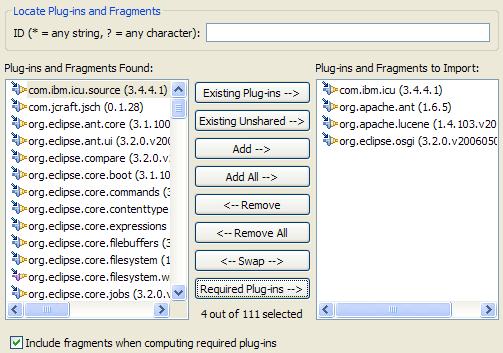 Locate Plug-ins and Fragments
ID (* = any string, ? = any character):
Plug-ins and Fragments Found:
com.ibm.icu.source (3.4.4.1)
com.jcraft.jsch (0.1.28)
org.eclipse.ant.core (3.1.100
org.eclipse.ant.ui (3.2.0.v200
org.eclipse.compare (3.2.0.v
org.eclipse.core.boot (3.1.10
org.eclipse.core.commands (3
org.eclipse.core.contenttype
org.eclipse.core.expressions
org.eclipse.core.filebuffers (3
org.eclipse.core.filesystem (1
org.eclipse.core.filesystem.w
org.eclipse.core.jobs (3.2.0.v
Existing Plug-ins -->
Existing Unshared -->
Add -->
Add All -->
<-- Remove
<-- Remove All
<-- Swap -->
Required Plug-ins -->
4 out of 111 selected
Plug-ins and Fragments to Import:
com.ibm.icu (3.4.4.1)
org.apache.ant (1.6.5)
org.apache.lucene (1.4.103.v20
org.eclipse.osgi (3.2.0.v2006050
Include fragments when computing required plug-ins